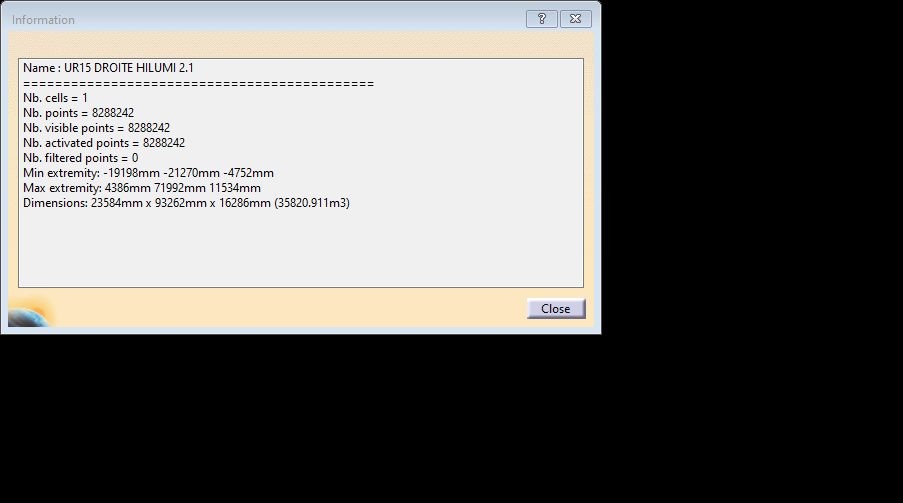 Information
?
Name : UR15 DROITE HILUMI 2.1
============================================
Nb. cells = 1
Nb. points = 8288242
Nb. visible points = 8288242
Nb. activated points = 8288242
Nb. filtered points = 0
Min extremity: -19198mm -21270mm -4752mm
Max extremity: 4386mm 71992mm 11534mm
Dimensions: 23584mm x 93262mm x 16286mm (35820.911m3)
Close